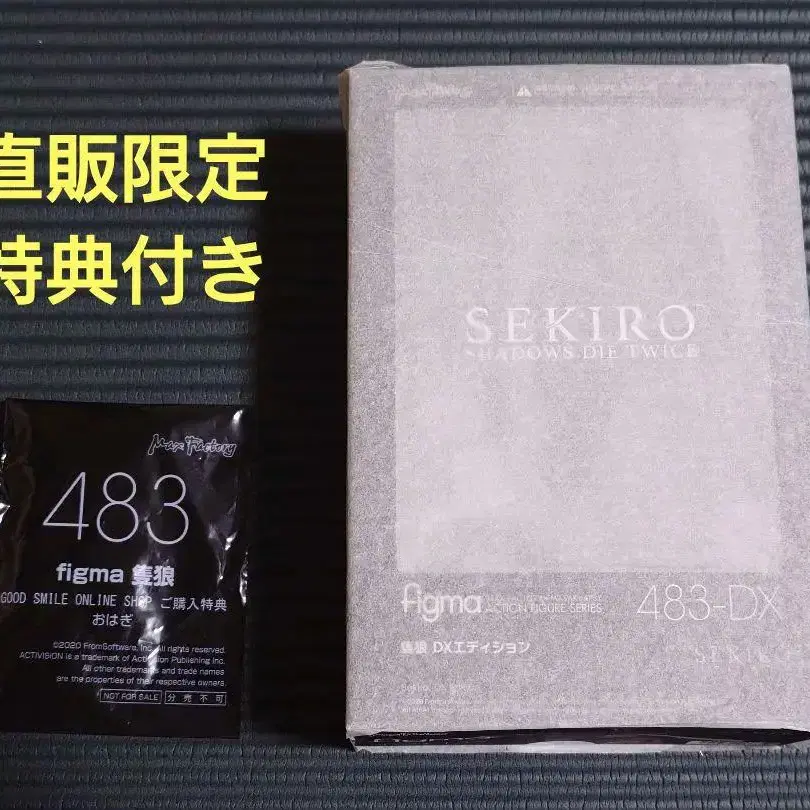 直販限定
特典付き
Max Factory
483
figma 隻狼
GOOD SMILE ONLINE SHOP ご購入特典
おはぎ
©2020 FromSoftware, Inc. All rights reserved.
ACTIVISION is a trademark of Activision Publishing Inc.
All other trademarks and trade names
are the properties of their respective owners.
NOT FOR SALE 分売不可
SEKIRO
SHADOWS DIE TWICE
figma
ACTION FIGURE SERIES
483-DX
隻狼 DXエディション